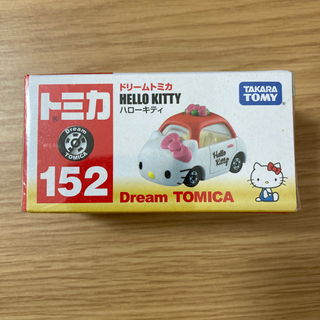 トミカ
Dream
TOMICA
152
ドリームトミカ
HELLO KITTY
ハローキティ
TAKARA
TOMY
Hello
Kitty
Dream TOMICA